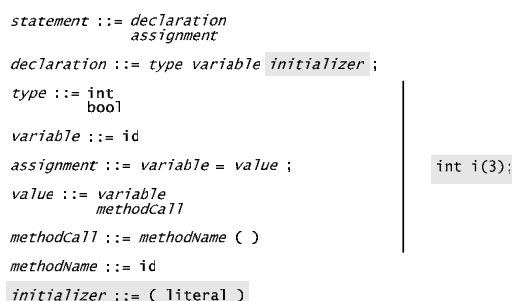 statement ::= declaration
assignment
declaration ::= type variable initializer ;
type ::= int
bool
variable ::= id
assignment ::= variable = value ;
value ::= variable
methodCall
methodCall ::= methodName ( )
methodName ::= id
initializer ::= ( literal )
int i(3);